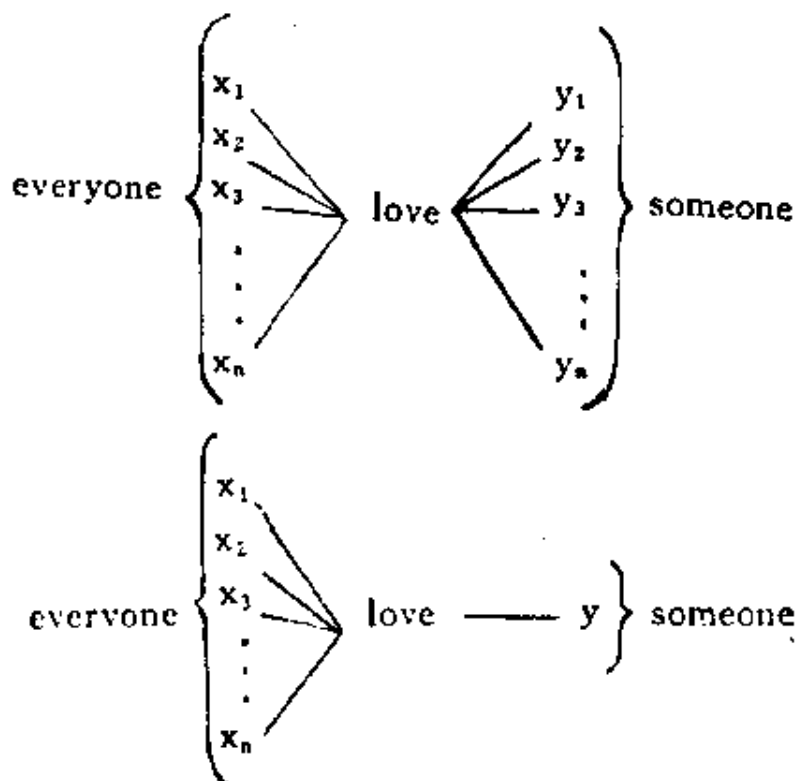 x₁ y₁
x₂ y₂
everyone x₃ love y₃ someone
xₙ yₙ
x₁
x₂
everyone x₃ love y someone
xₙ